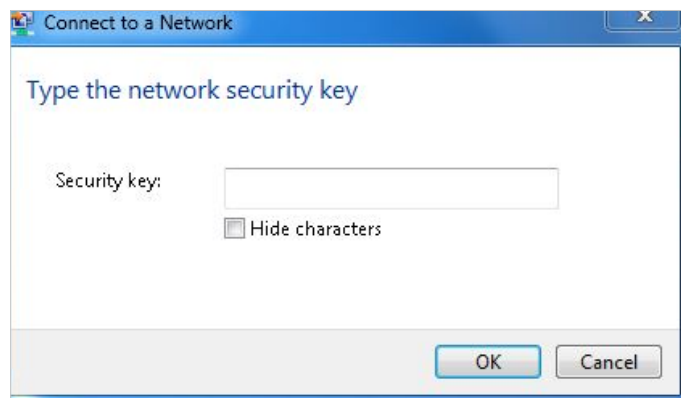 Connect to a Network
X
Type the network security key
Security key:
Hide characters
OK Cancel